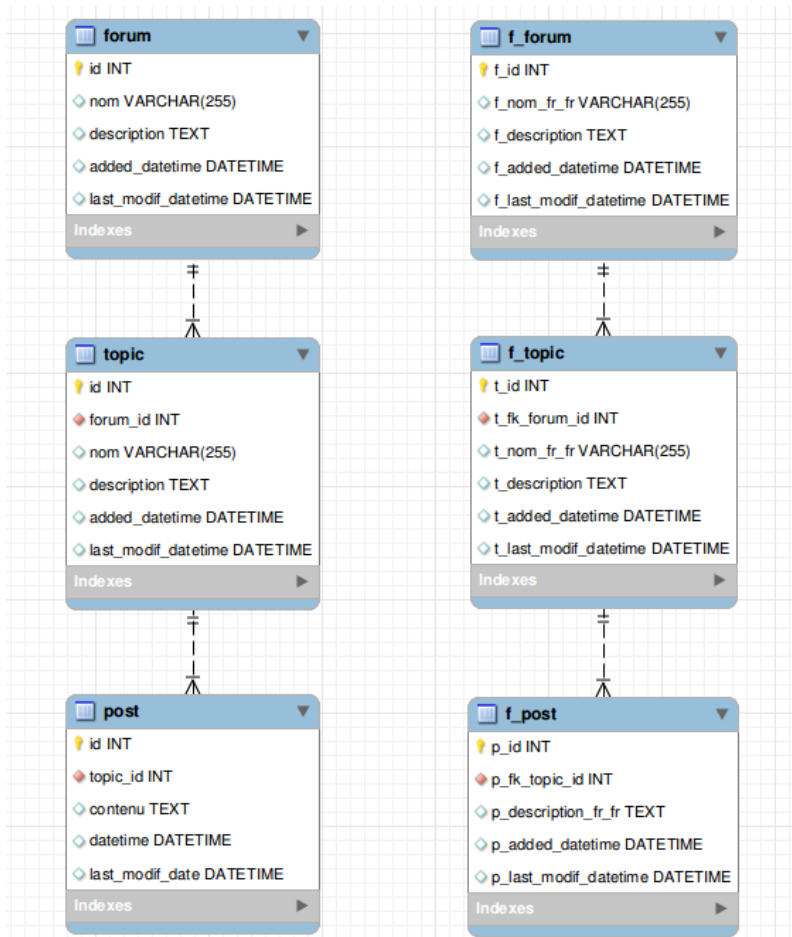 forum
id INT
nom VARCHAR(255)
description TEXT
added_datetime DATETIME
last_modif_datetime DATETIME
Indexes
topic
id INT
forum_id INT
nom VARCHAR(255)
description TEXT
added_datetime DATETIME
last_modif_datetime DATETIME
Indexes
post
id INT
topic_id INT
contenu TEXT
datetime DATETIME
last_modif_date DATETIME
Indexes
f_forum
f_id INT
f_nom_fr_fr VARCHAR(255)
f_description TEXT
f_added_datetime DATETIME
f_last_modif_datetime DATETIME
Indexes
f_topic
t_id INT
t_fk_forum_id INT
t_nom_fr_fr VARCHAR(255)
t_description TEXT
t_added_datetime DATETIME
t_last_modif_datetime DATETIME
Indexes
f_post
p_id INT
p_fk_topic_id INT
p_description_fr_fr TEXT
p_added_datetime DATETIME
p_last_modif_datetime DATETIME
Indexes